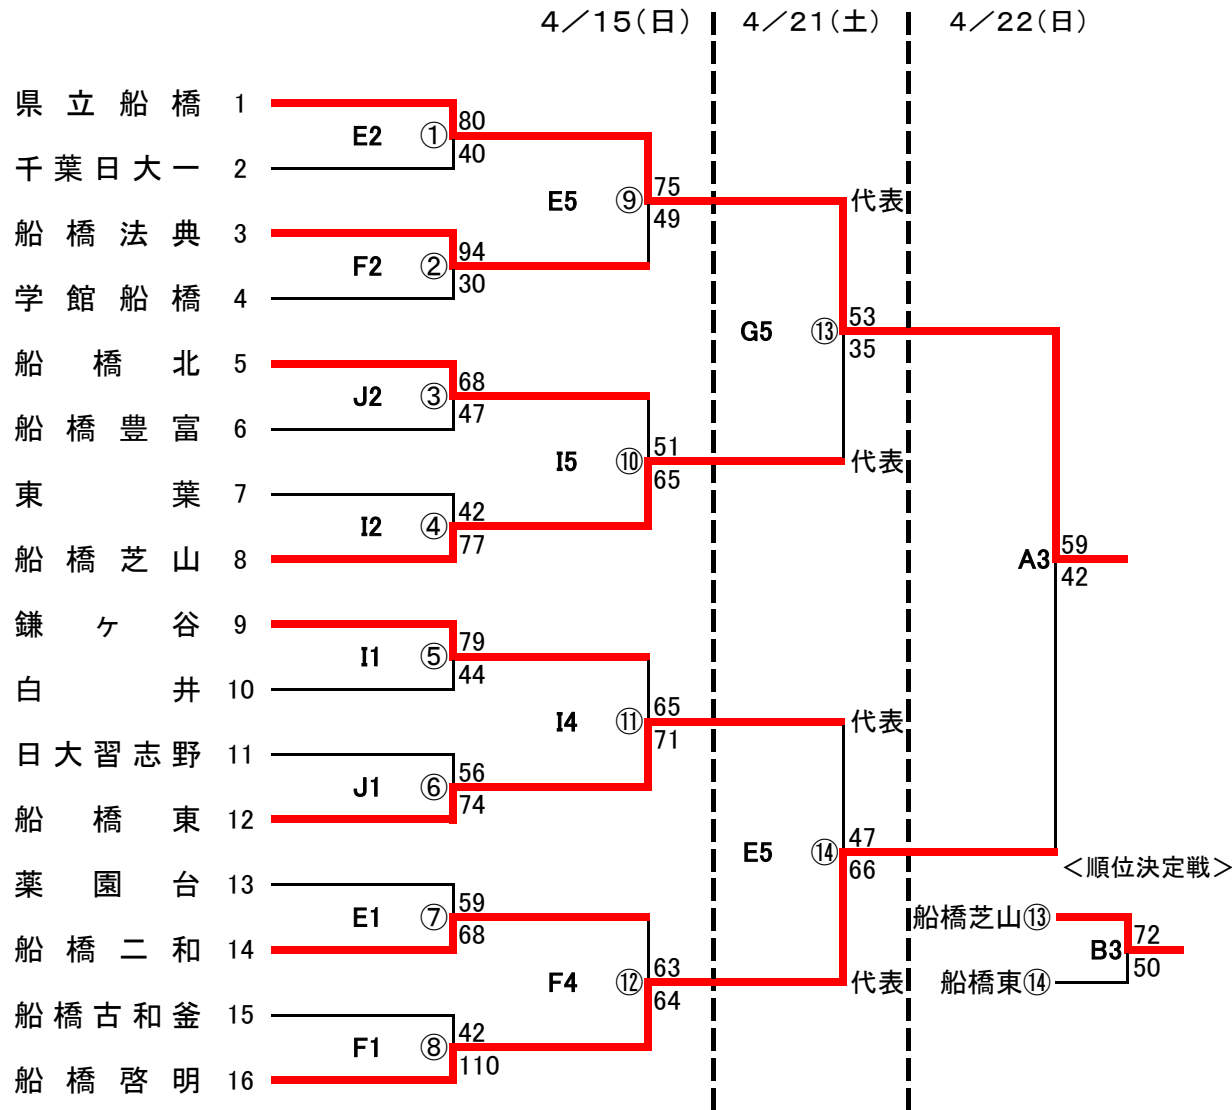 4／15(日) 4／21(土) 4／22(日)
県立船橋 1
80
E2 ①
40
千葉日大一 2
75 代表
E5 ⑨
49
船橋法典 3
94
F2 ②
30
学館船橋 4
53
G5 ⑬
35
船橋北 5
68
J2 ③
47
船橋豊富 6
51 代表
I5 ⑩
65
東葉 7
42
I2 ④
77
船橋芝山 8
59
A3
42
鎌ヶ谷 9
79
I1 ⑤
44
白井 10
65 代表
I4 ⑪
71
日大習志野 11
56
J1 ⑥
74
船橋東 12
47
E5 ⑭
66
＜順位決定戦＞
薬園台 13
59
E1 ⑦
68
船橋二和 14
船橋芝山⑬
72
B3
50
船橋東⑭
63 代表
F4 ⑫
64
船橋古和釜 15
42
F1 ⑧
110
船橋啓明 16